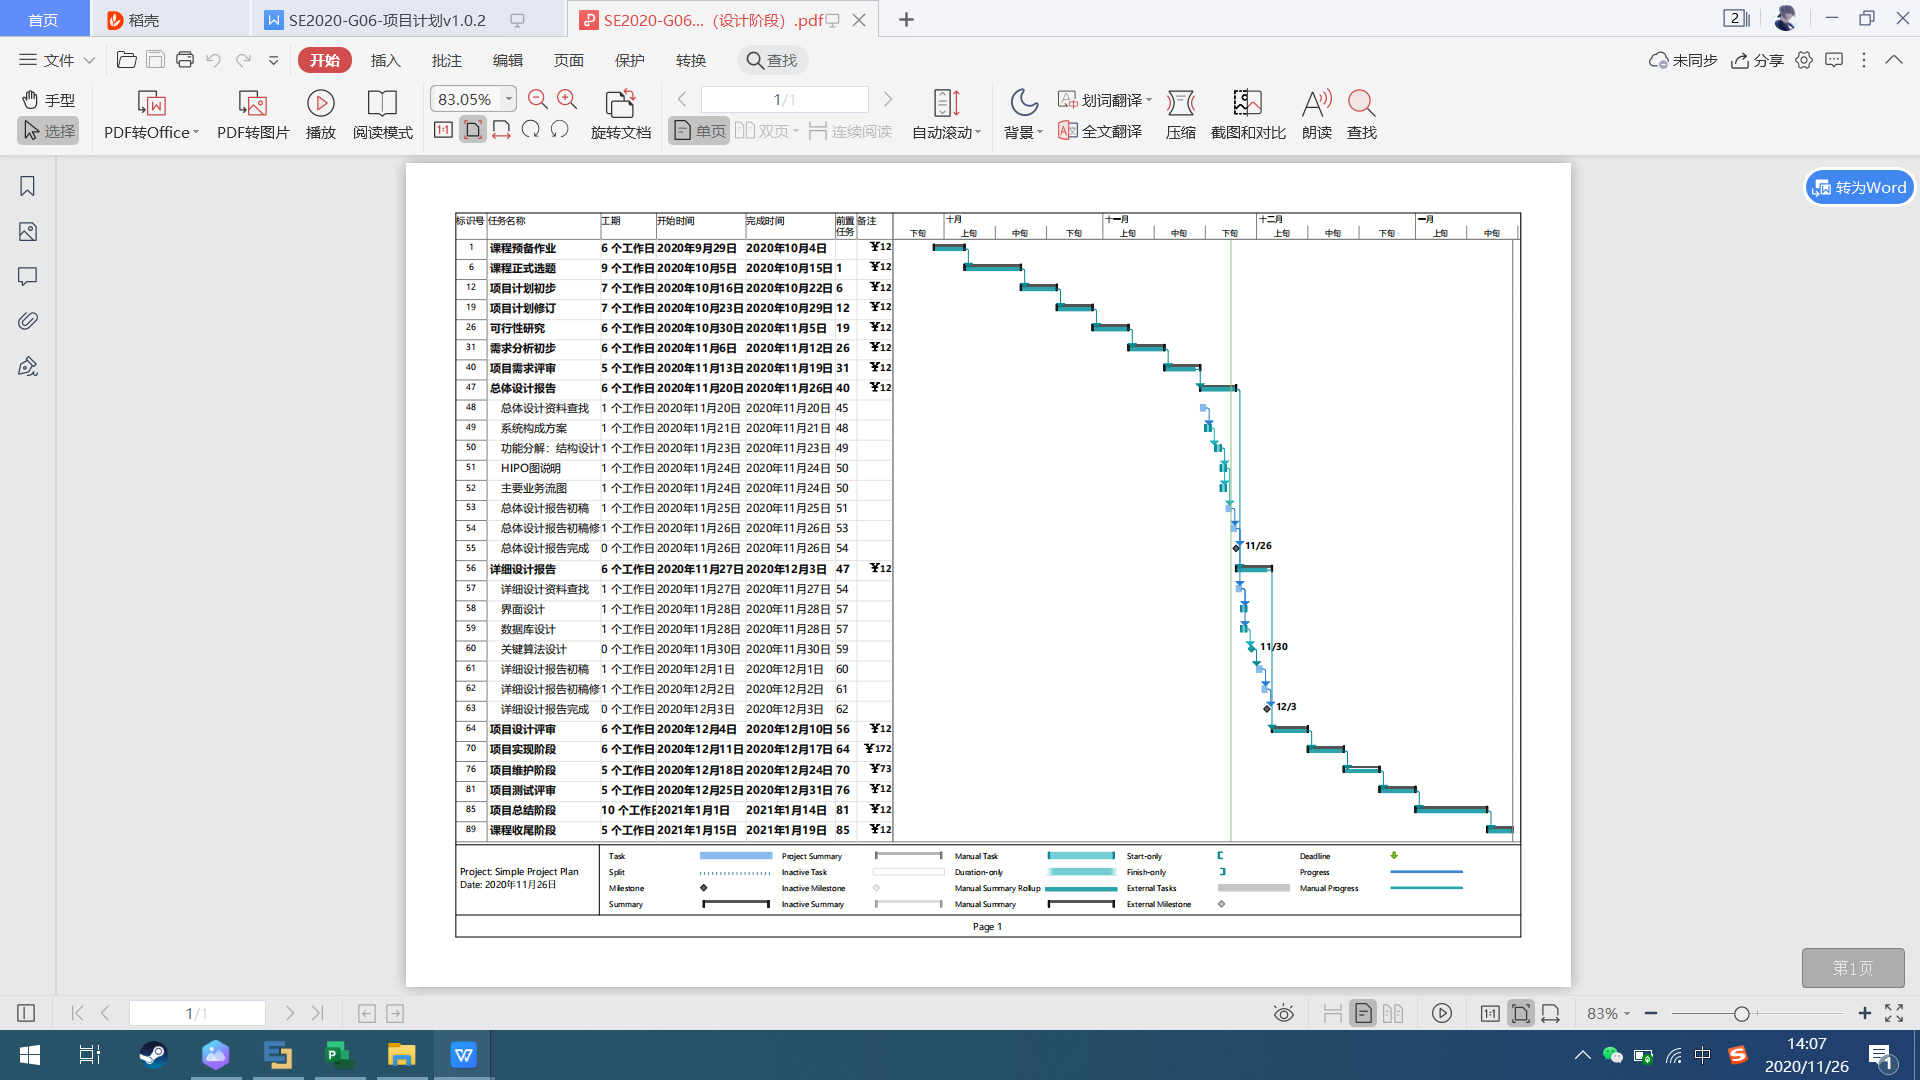 首页
稻壳
SE2020-G06-项目计划v1.0.2
SE2020-G06...（设计阶段）.pdf
2
文件
开始
插入
批注
编辑
页面
保护
转换
查找
未同步
分享
手型
选择
PDF转Office
PDF转图片
播放
阅读模式
83.05%
1:1
旋转文档
1/1
单页
双页
连续阅读
自动滚动
背景
划词翻译
全文翻译
压缩
截图和对比
朗读
查找
转为Word
标识号 任务名称 工期 开始时间 完成时间 前置任务 备注
十月 十一月 十二月 一月
下旬 上旬 中旬 下旬 上旬 中旬 下旬 上旬 中旬 下旬 上旬 中旬
1 课程预备作业 6 个工作日 2020年9月29日 2020年10月4日 ¥12
6 课程正式选题 9 个工作日 2020年10月5日 2020年10月15日 1 ¥12
12 项目计划初步 7 个工作日 2020年10月16日 2020年10月22日 6 ¥12
19 项目计划修订 7 个工作日 2020年10月23日 2020年10月29日 12 ¥12
26 可行性研究 6 个工作日 2020年10月30日 2020年11月5日 19 ¥12
31 需求分析初步 6 个工作日 2020年11月6日 2020年11月12日 26 ¥12
40 项目需求评审 5 个工作日 2020年11月13日 2020年11月19日 31 ¥12
47 总体设计报告 6 个工作日 2020年11月20日 2020年11月26日 40 ¥12
48 总体设计资料查找 1 个工作日 2020年11月20日 2020年11月20日 45
49 系统构成方案 1 个工作日 2020年11月21日 2020年11月21日 48
50 功能分解：结构设计 1 个工作日 2020年11月23日 2020年11月23日 49
51 HIPO图说明 1 个工作日 2020年11月24日 2020年11月24日 50
52 主要业务流图 1 个工作日 2020年11月24日 2020年11月24日 50
53 总体设计报告初稿 1 个工作日 2020年11月25日 2020年11月25日 51
54 总体设计报告初稿修 1 个工作日 2020年11月26日 2020年11月26日 53
55 总体设计报告完成 0 个工作日 2020年11月26日 2020年11月26日 54 11/26
56 详细设计报告 6 个工作日 2020年11月27日 2020年12月3日 47 ¥12
57 详细设计资料查找 1 个工作日 2020年11月27日 2020年11月27日 54
58 界面设计 1 个工作日 2020年11月28日 2020年11月28日 57
59 数据库设计 1 个工作日 2020年11月28日 2020年11月28日 57
60 关键算法设计 0 个工作日 2020年11月30日 2020年11月30日 59 11/30
61 详细设计报告初稿 1 个工作日 2020年12月1日 2020年12月1日 60
62 详细设计报告初稿修 1 个工作日 2020年12月2日 2020年12月2日 61
63 详细设计报告完成 0 个工作日 2020年12月3日 2020年12月3日 62 12/3
64 项目设计评审 6 个工作日 2020年12月4日 2020年12月10日 56 ¥12
70 项目实现阶段 6 个工作日 2020年12月11日 2020年12月17日 64 ¥172
76 项目维护阶段 5 个工作日 2020年12月18日 2020年12月24日 70 ¥73
81 项目测试评审 5 个工作日 2020年12月25日 2020年12月31日 76 ¥12
85 项目总结阶段 10 个工作日 2021年1月1日 2021年1月14日 81 ¥12
89 课程收尾阶段 5 个工作日 2021年1月15日 2021年1月19日 85 ¥12
Project: Simple Project Plan
Date: 2020年11月26日
Task Project Summary Manual Task Start-only Deadline
Split Inactive Task Duration-only Finish-only Progress
Milestone Inactive Milestone Manual Summary Rollup External Tasks Manual Progress
Summary Inactive Summary Manual Summary External Milestone
Page 1
第1页
1/1
1:1
83%
中
14:07
2020/11/26
1